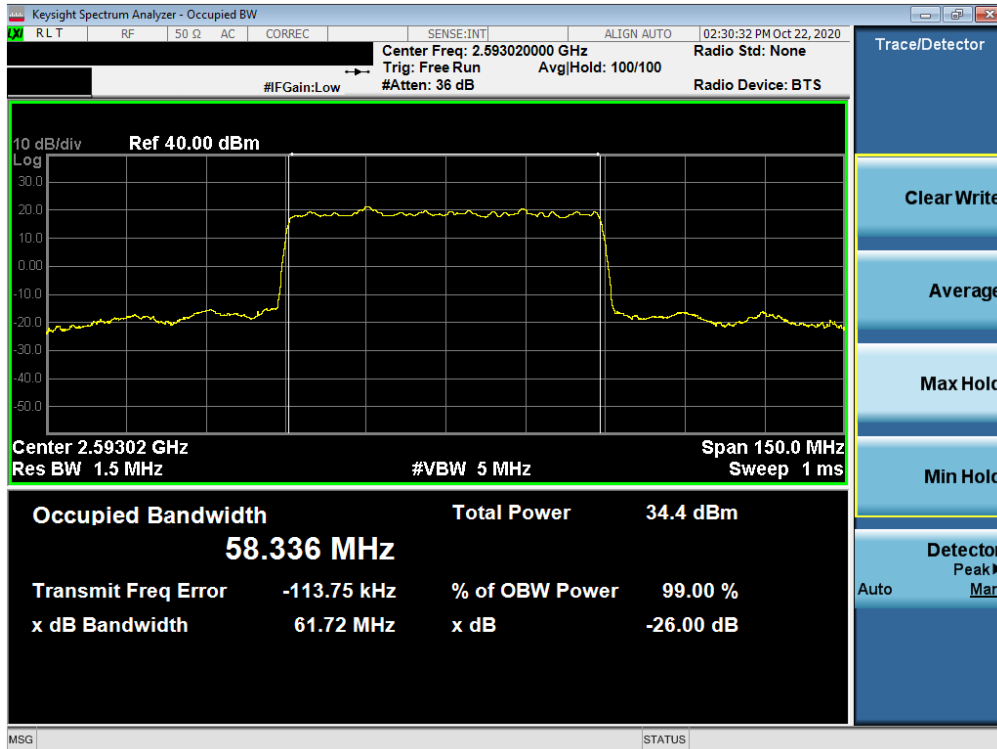 Keysight Spectrum Analyzer - Occupied BW
LXI RLT RF 50 Ω AC CORREC SENSE:INT ALIGN AUTO 02:30:32 PM Oct 22, 2020
Center Freq: 2.593020000 GHz Radio Std: None
Trig: Free Run Avg|Hold: 100/100
#IFGain:Low #Atten: 36 dB Radio Device: BTS
10 dB/div Ref 40.00 dBm
Log
30.0
20.0
10.0
0.00
-10.0
-20.0
-30.0
-40.0
-50.0
Center 2.59302 GHz Span 150.0 MHz
Res BW 1.5 MHz #VBW 5 MHz Sweep 1 ms
Occupied Bandwidth Total Power 34.4 dBm
58.336 MHz
Transmit Freq Error -113.75 kHz % of OBW Power 99.00 %
x dB Bandwidth 61.72 MHz x dB -26.00 dB
MSG STATUS
Trace/Detector
Clear Write
Average
Max Hold
Min Hold
Detector
Peak▶
Auto Man